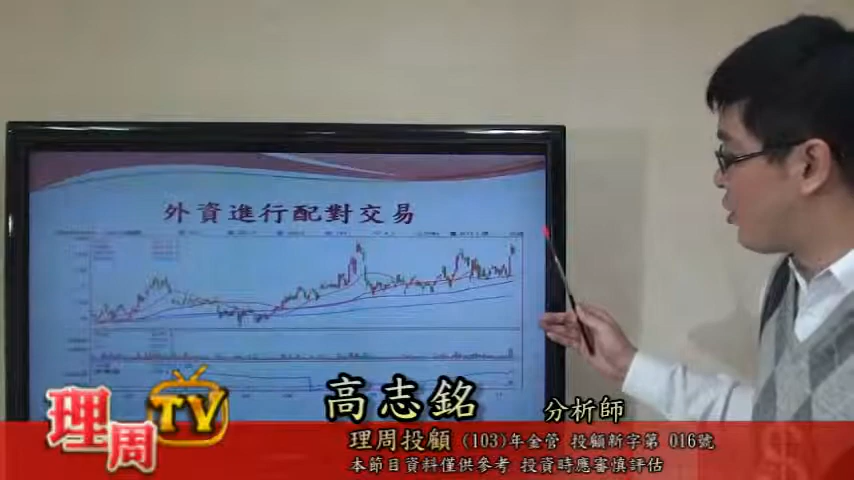 外資進行配對交易
理周TV
高志銘 分析師
理周投顧 (103)年金管 投顧新字第 016號
本節目資料僅供參考 投資時應審慎評估